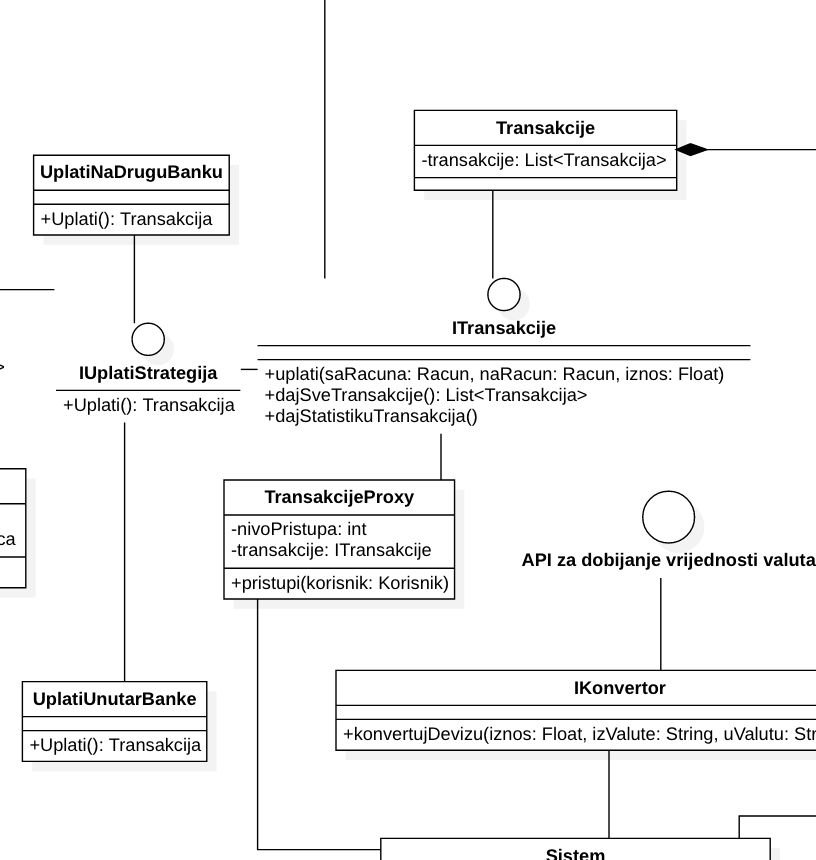 Transakcije
-transakcije: List<Transakcija>
UplatiNaDruguBanku
+Uplati(): Transakcija
ITransakcije
+uplati(saRacuna: Racun, naRacun: Racun, iznos: Float)
+dajSveTransakcije(): List<Transakcija>
+dajStatistikuTransakcija()
>
IUplatiStrategija
+Uplati(): Transakcija
TransakcijeProxy
-nivoPristupa: int
-transakcije: ITransakcije
+pristupi(korisnik: Korisnik)
ca
API za dobijanje vrijednosti valuta
UplatiUnutarBanke
+Uplati(): Transakcija
IKonvertor
+konvertujDevizu(iznos: Float, izValute: String, uValutu: Str
Sistem